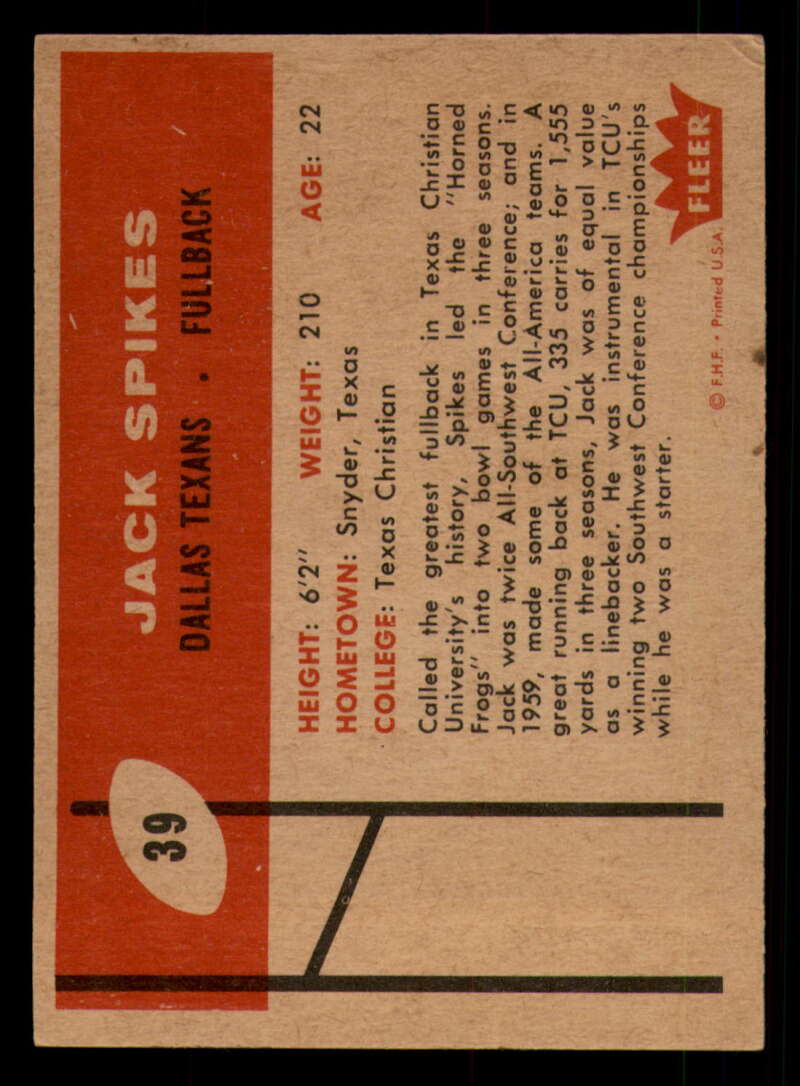 39
JACK SPIKES
DALLAS TEXANS • FULLBACK
HEIGHT: 6'2" WEIGHT: 210 AGE: 22
HOMETOWN: Snyder, Texas
COLLEGE: Texas Christian
Called the greatest fullback in Texas Christian
University's history, Spikes led the "Horned
Frogs" into two bowl games in three seasons.
Jack was twice All-Southwest Conference; and in
1959, made some of the All-America teams. A
great running back at TCU, 335 carries for 1,555
yards in three seasons, Jack was of equal value
as a linebacker. He was instrumental in TCU's
winning two Southwest Conference championships
while he was a starter.
FLEER
© F.H.F. • Printed U.S.A.